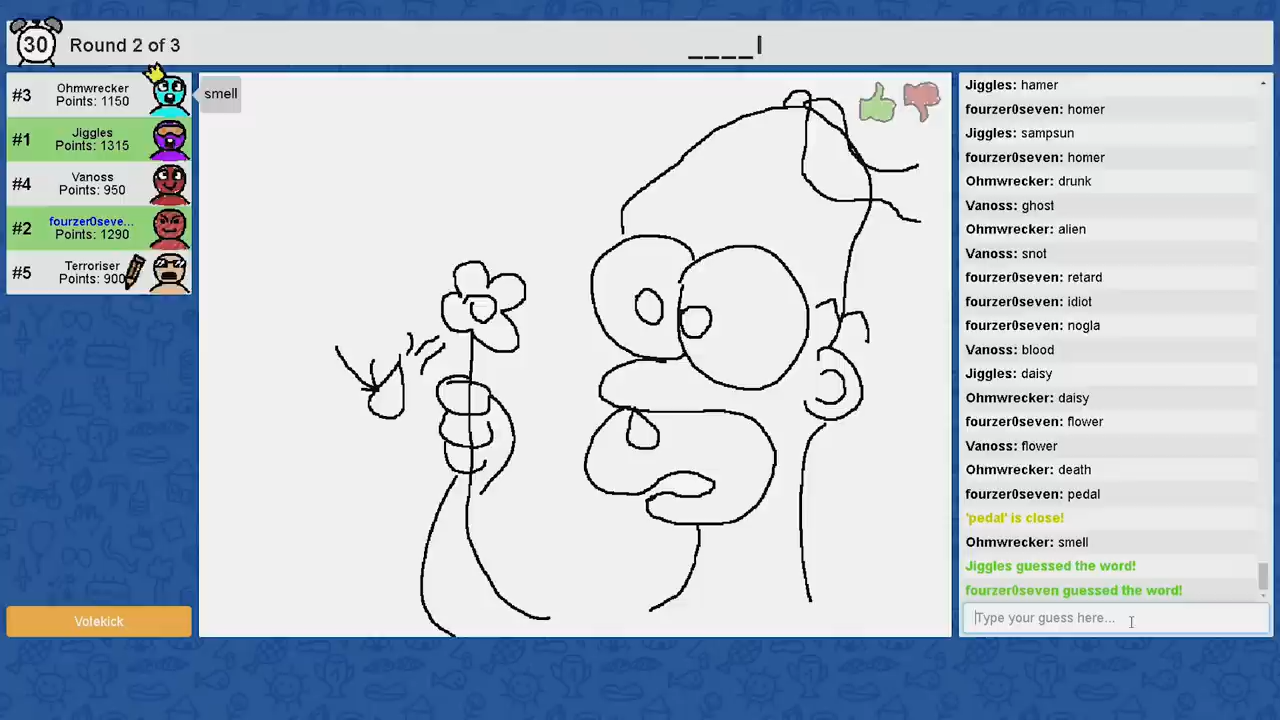 30
Round 2 of 3
____l
#3
Ohmwrecker
Points: 1150
#1
Jiggles
Points: 1315
#4
Vanoss
Points: 950
#2
fourzer0seve...
Points: 1290
#5
Terroriser
Points: 900
smell
Volekick
Jiggles: hamer
fourzer0seven: homer
Jiggles: sampsun
fourzer0seven: homer
Ohmwrecker: drunk
Vanoss: ghost
Ohmwrecker: alien
Vanoss: snot
fourzer0seven: retard
fourzer0seven: idiot
fourzer0seven: nogla
Vanoss: blood
Jiggles: daisy
Ohmwrecker: daisy
fourzer0seven: flower
Vanoss: flower
Ohmwrecker: death
fourzer0seven: pedal
'pedal' is close!
Ohmwrecker: smell
Jiggles guessed the word!
fourzer0seven guessed the word!
Type your guess here...